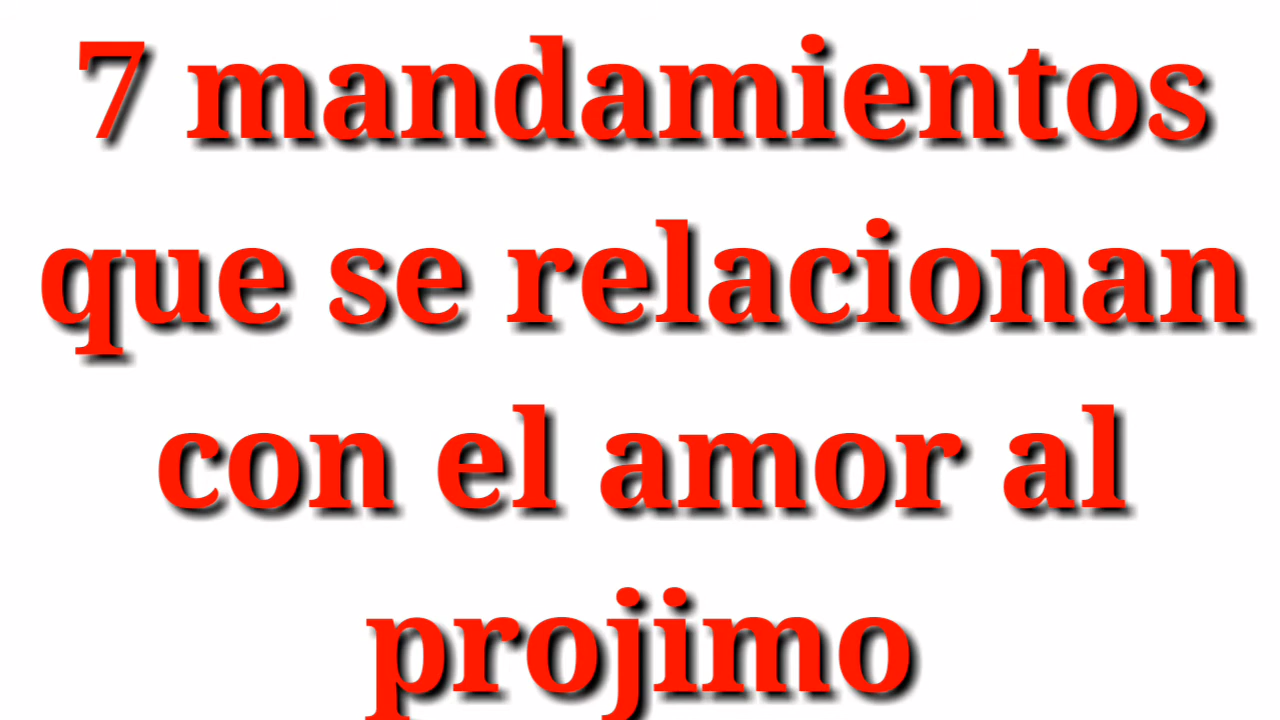 7 mandamientos
que se relacionan
con el amor al
projimo